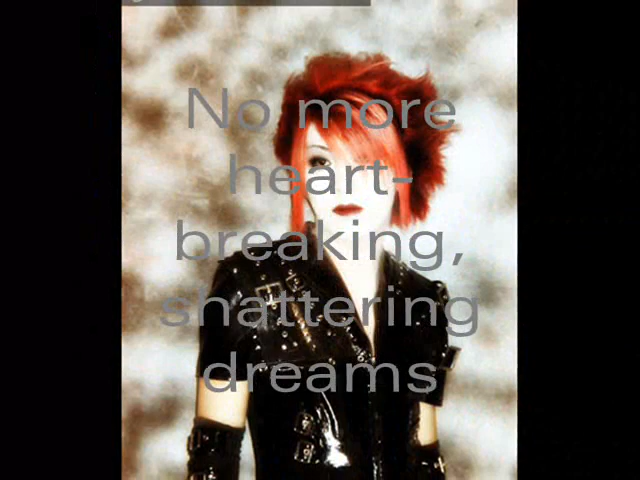 No more
heart-
breaking,
shattering
dreams